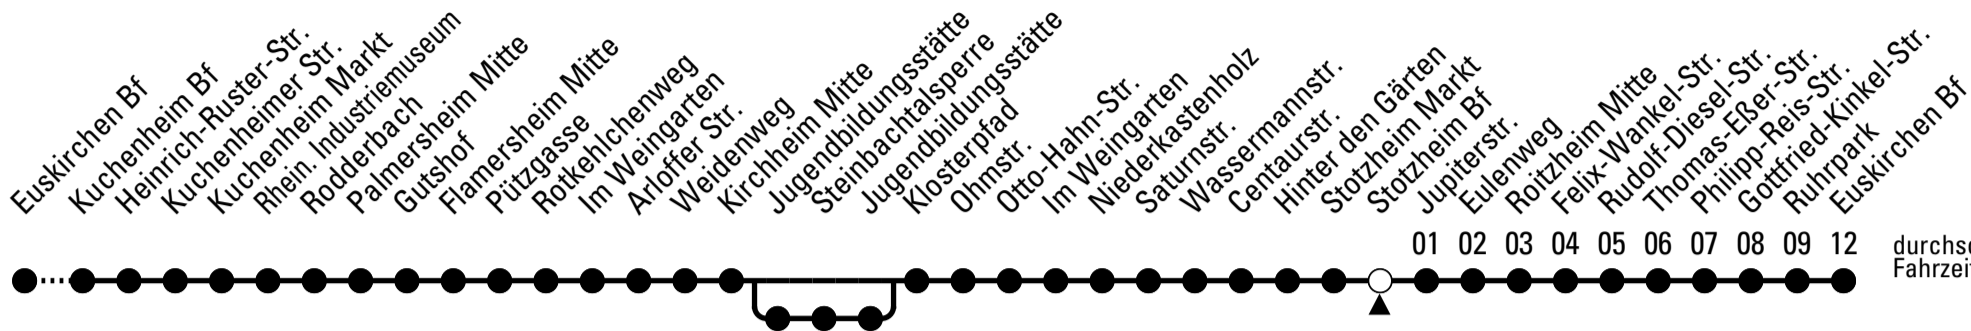 Euskirchen Bf
Kuchenheim Bf
Heinrich-Ruster-Str.
Kuchenheimer Str.
Kuchenheim Markt
Rhein. Industriemuseum
Rodderbach
Palmersheim Mitte
Gutshof
Flamersheim Mitte
Pützgasse
Rotkehlchenweg
Im Weingarten
Arloffer Str.
Weidenweg
Kirchheim Mitte
Jugendbildungsstätte
Steinbachtalsperre
Jugendbildungsstätte
Klosterpfad
Ohmstr.
Otto-Hahn-Str.
Im Weingarten
Niederkastenholz
Saturnstr.
Wassermannstr.
Centaurstr.
Hinter den Gärten
Stotzheim Markt
Stotzheim Bf
Jupiterstr.
Eulenweg
Roitzheim Mitte
Felix-Wankel-Str.
Rudolf-Diesel-Str.
Thomas-Eßer-Str.
Philipp-Reis-Str.
Gottfried-Kinkel-Str.
Ruhrpark
Euskirchen Bf
01 02 03 04 05 06 07 08 09 12